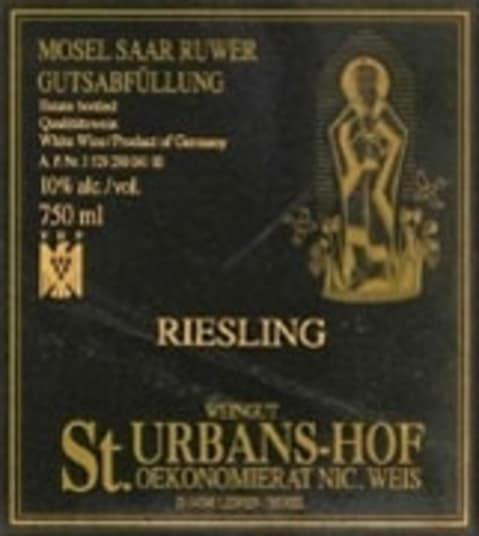 MOSEL SAAR RUWER
GUTSABFÜLLUNG
Estate bottled
Qualitätswein
White Wine/Product of Germany
A. P. Nr.
10% alc./vol.
750 ml
V D P
RIESLING
WEINGUT
St. URBANS-HOF
OEKONOMIERAT NIC. WEIS